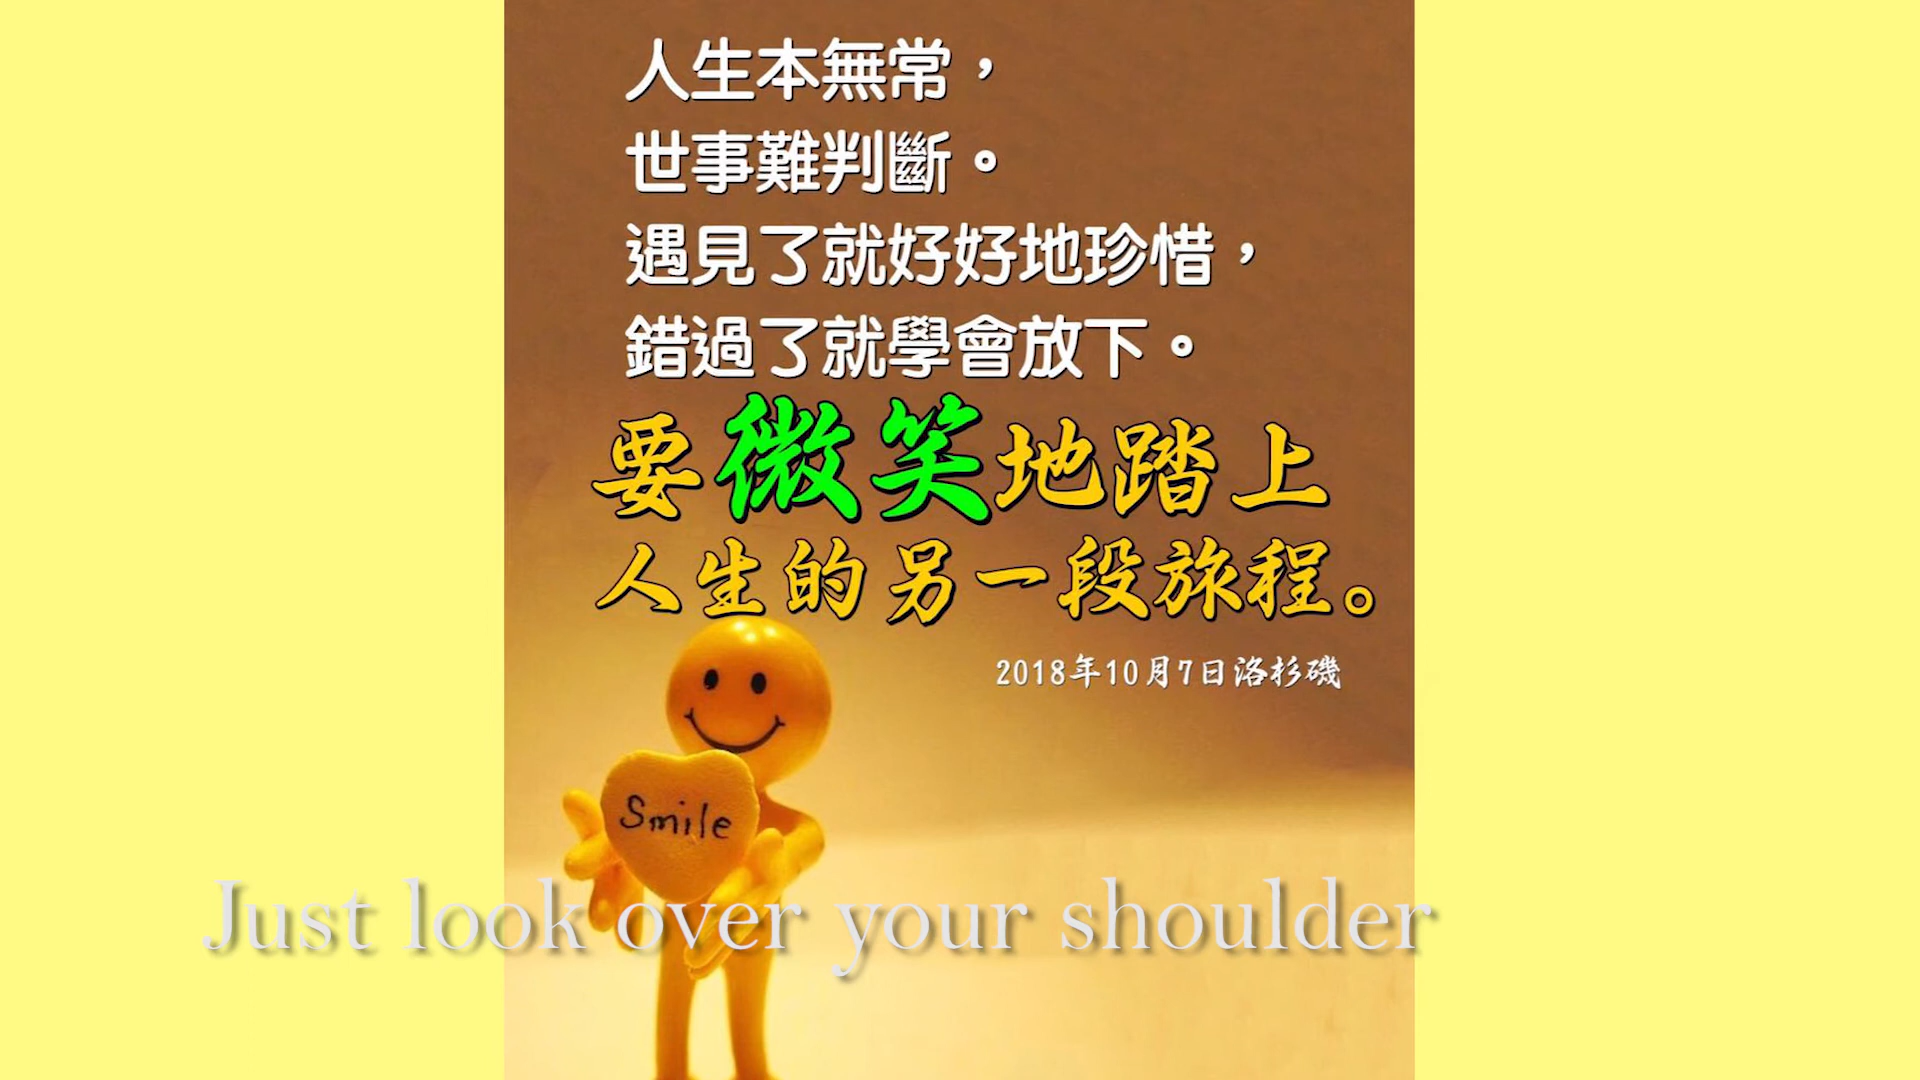 人生本無常，
世事難判斷。
遇見了就好好地珍惜，
錯過了就學會放下。
要微笑地踏上
人生的另一段旅程。
2018年10月7日洛杉磯
Smile
Just look over your shoulder